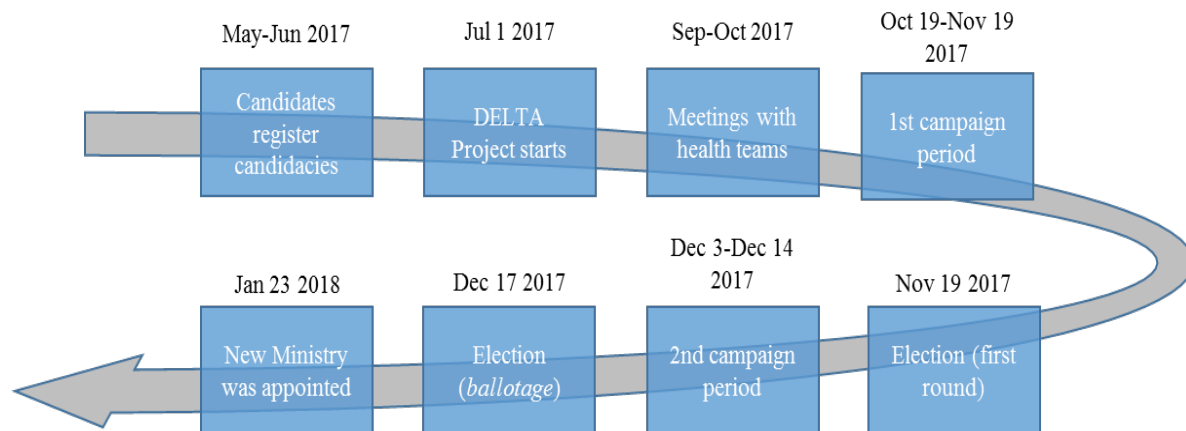 May-Jun 2017
Candidates
register
candidacies
Jul 1 2017
DELTA
Project starts
Sep-Oct 2017
Meetings with
health teams
Oct 19-Nov 19
2017
1st campaign
period
Nov 19 2017
Election (first
round)
Dec 3-Dec 14
2017
2nd campaign
period
Dec 17 2017
Election
(ballotage)
Jan 23 2018
New Ministry
was appointed